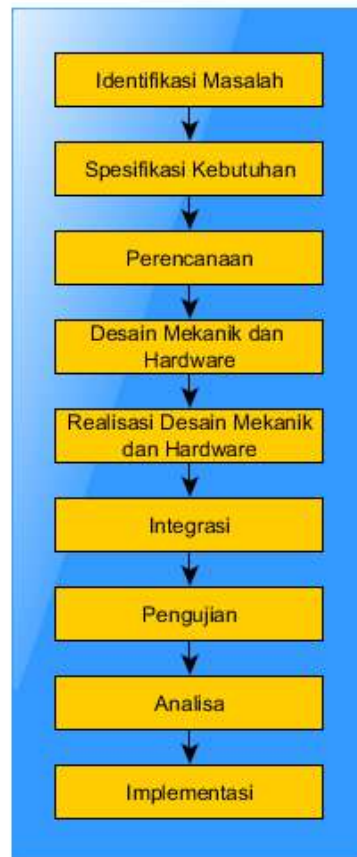 Identifikasi Masalah
Spesifikasi Kebutuhan
Perencanaan
Desain Mekanik dan
Hardware
Realisasi Desain Mekanik
dan Hardware
Integrasi
Pengujian
Analisa
Implementasi